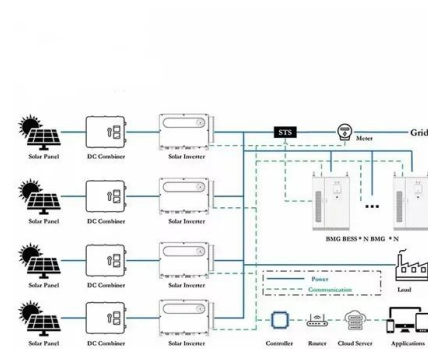 STS
Meter
Grid
Solar Panel
DC Combiner
Solar Inverter
Solar Panel
DC Combiner
Solar Inverter
BMG BESS * N BMG * N
Solar Panel
DC Combiner
Solar Inverter
Power
Communication
Load
Solar Panel
DC Combiner
Solar Inverter
Controller
Router
Cloud Server
Applications